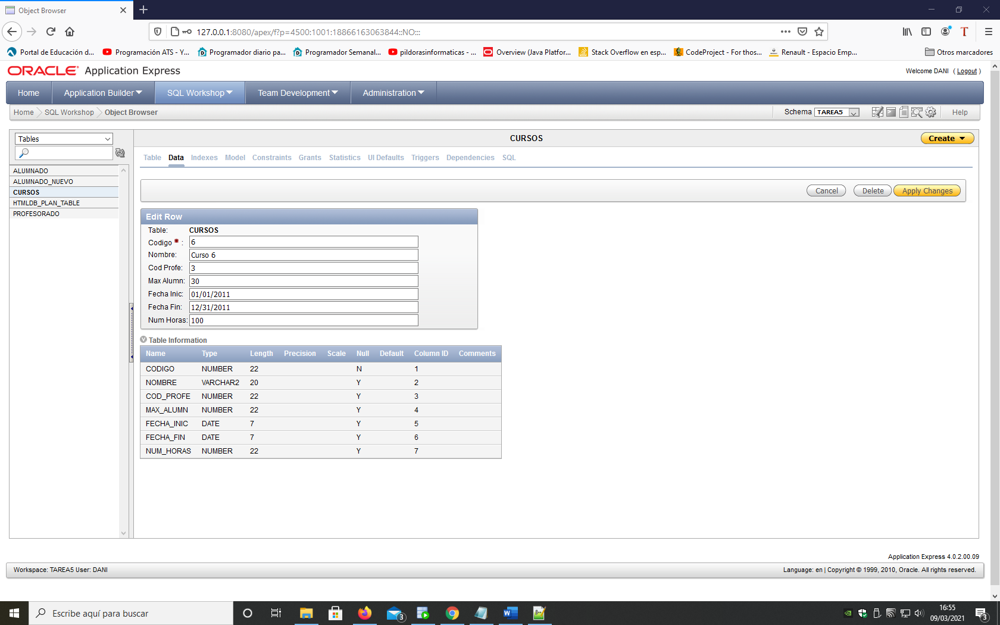 Object Browser
127.0.0.1:8080/apex/f?p=4500:1001:18866163063844::NO:::
Portal de Educación d...
Programación ATS - Y...
Programador diario pa...
Programador Semanal...
pildorasinformaticas - ...
Overview (Java Platfor...
Stack Overflow en esp...
CodeProject - For thos...
Renault - Espacio Emp...
Otros marcadores
ORACLE Application Express
Welcome DANI ( Logout )
Home Application Builder SQL Workshop Team Development Administration
Home SQL Workshop Object Browser
Schema TAREA5 Help
Tables
ALUMNADO
ALUMNADO_NUEVO
CURSOS
HTMLDB_PLAN_TABLE
PROFESORADO
CURSOS
Create
Table Data Indexes Model Constraints Grants Statistics UI Defaults Triggers Dependencies SQL
Cancel Delete Apply Changes
Edit Row
Table: CURSOS
Codigo * : 6
Nombre: Curso 6
Cod Profe: 3
Max Alumn: 30
Fecha Inic: 01/01/2011
Fecha Fin: 12/31/2011
Num Horas: 100
Table Information
Name Type Length Precision Scale Null Default Column ID Comments
CODIGO NUMBER 22 N 1
NOMBRE VARCHAR2 20 Y 2
COD_PROFE NUMBER 22 Y 3
MAX_ALUMN NUMBER 22 Y 4
FECHA_INIC DATE 7 Y 5
FECHA_FIN DATE 7 Y 6
NUM_HORAS NUMBER 22 Y 7
Application Express 4.0.2.00.09
Workspace: TAREA5 User: DANI
Language: en | Copyright © 1999, 2010, Oracle. All rights reserved.
Escribe aquí para buscar
3
16:55
09/03/2021
3